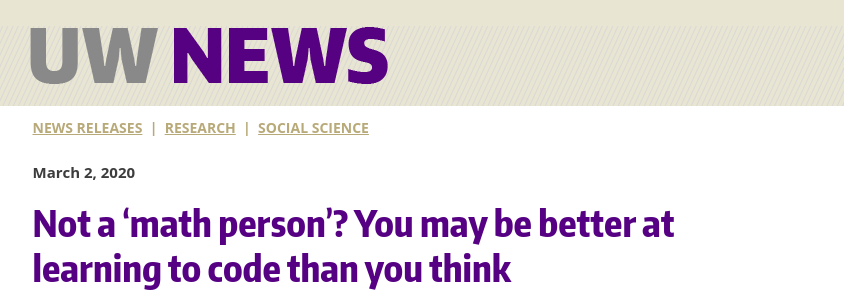 UW NEWS
NEWS RELEASES | RESEARCH | SOCIAL SCIENCE
March 2, 2020
Not a ‘math person’? You may be better at
learning to code than you think